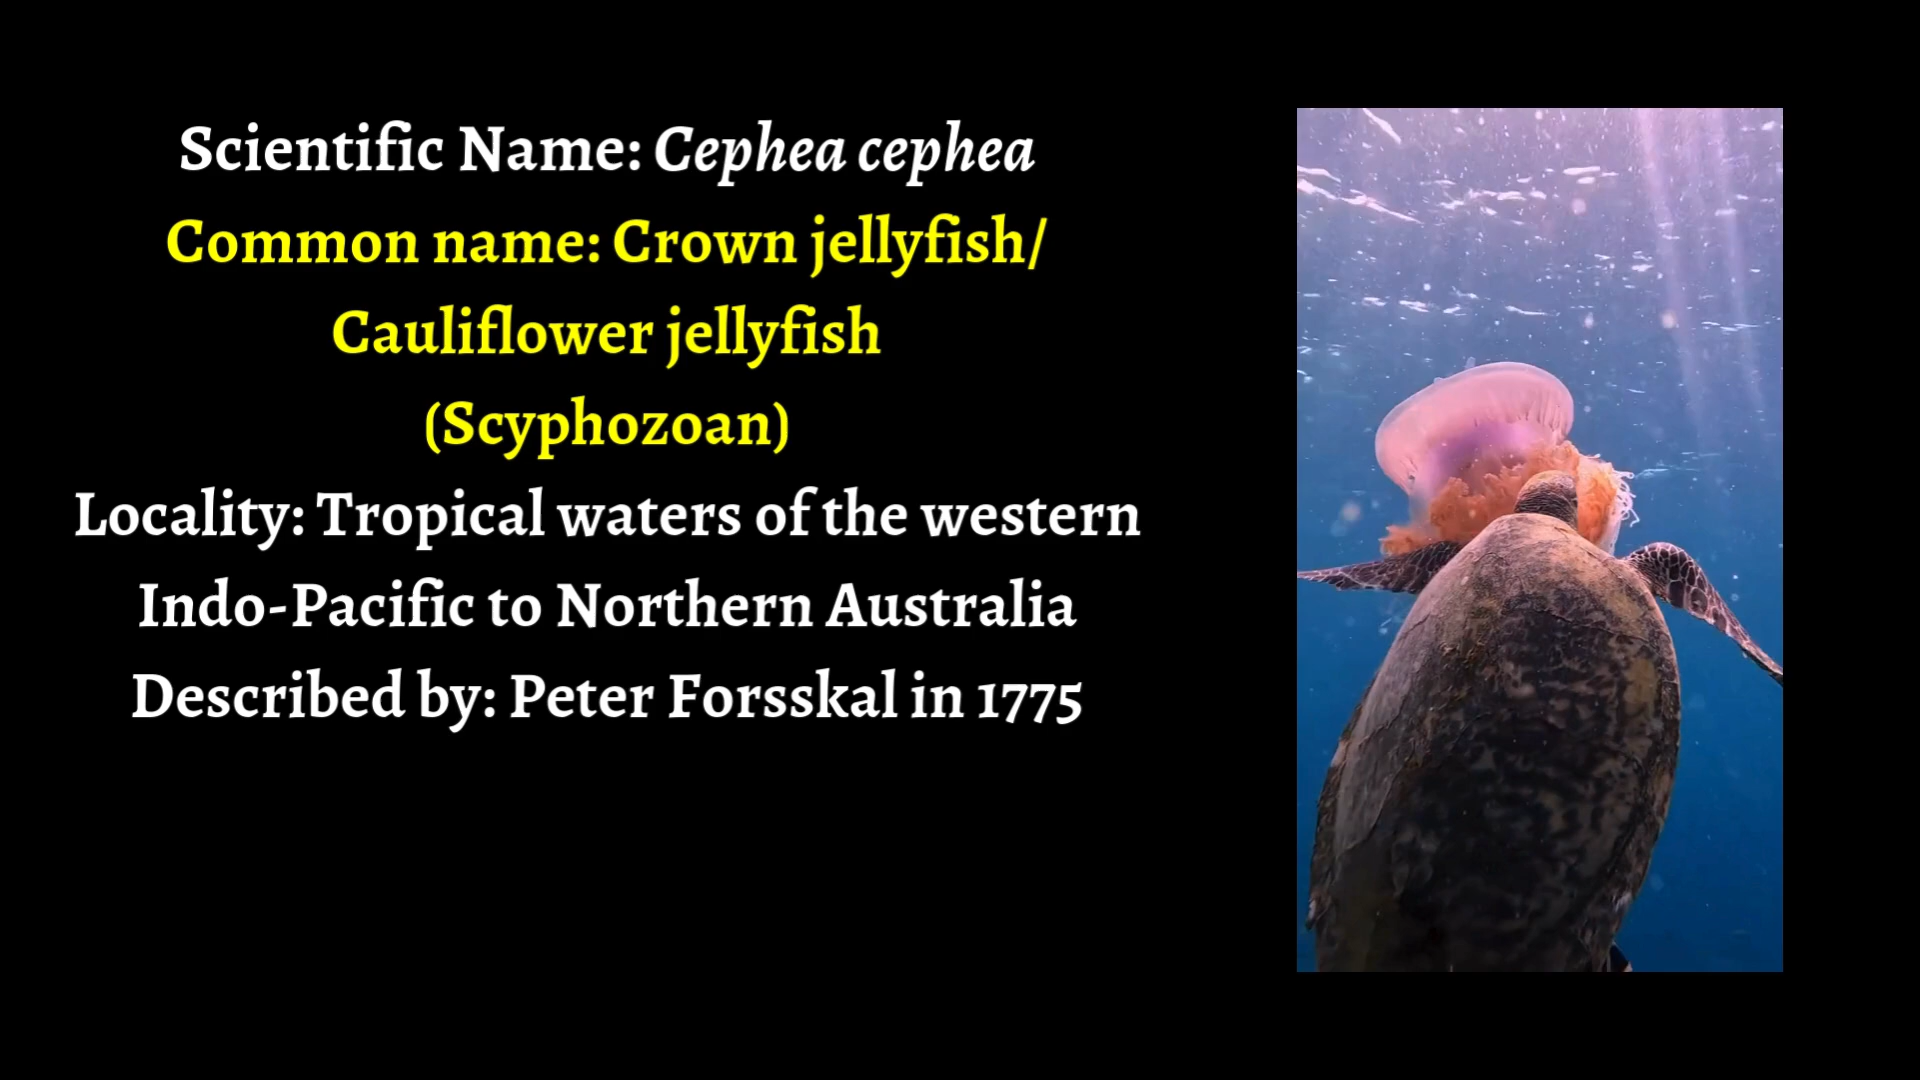 Scientific Name: Cephea cephea
Common name: Crown jellyfish/
Cauliflower jellyfish
(Scyphozoan)
Locality: Tropical waters of the western
Indo-Pacific to Northern Australia
Described by: Peter Forsskal in 1775